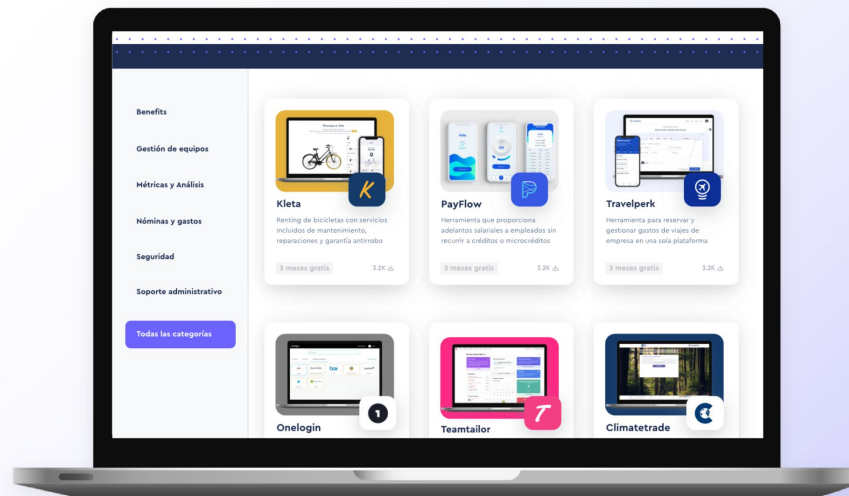 Benefits
Gestión de equipos
Métricas y Análisis
Nóminas y gastos
Seguridad
Soporte administrativo
Todas las categorías
Kleta
Renting de bicicletas con servicios
incluidos de mantenimiento,
reparaciones y garantía antirrobo
3 meses gratis
3.2K
PayFlow
Herramienta que proporciona
adelantos salariales a empleados sin
recurrir a créditos o microcréditos
3 meses gratis
3.2K
Travelperk
Herramienta para reservar y
gestionar gastos de viajes de
empresa en una sola plataforma
3 meses gratis
3.2K
Onelogin
Teamtailor
Climatetrade